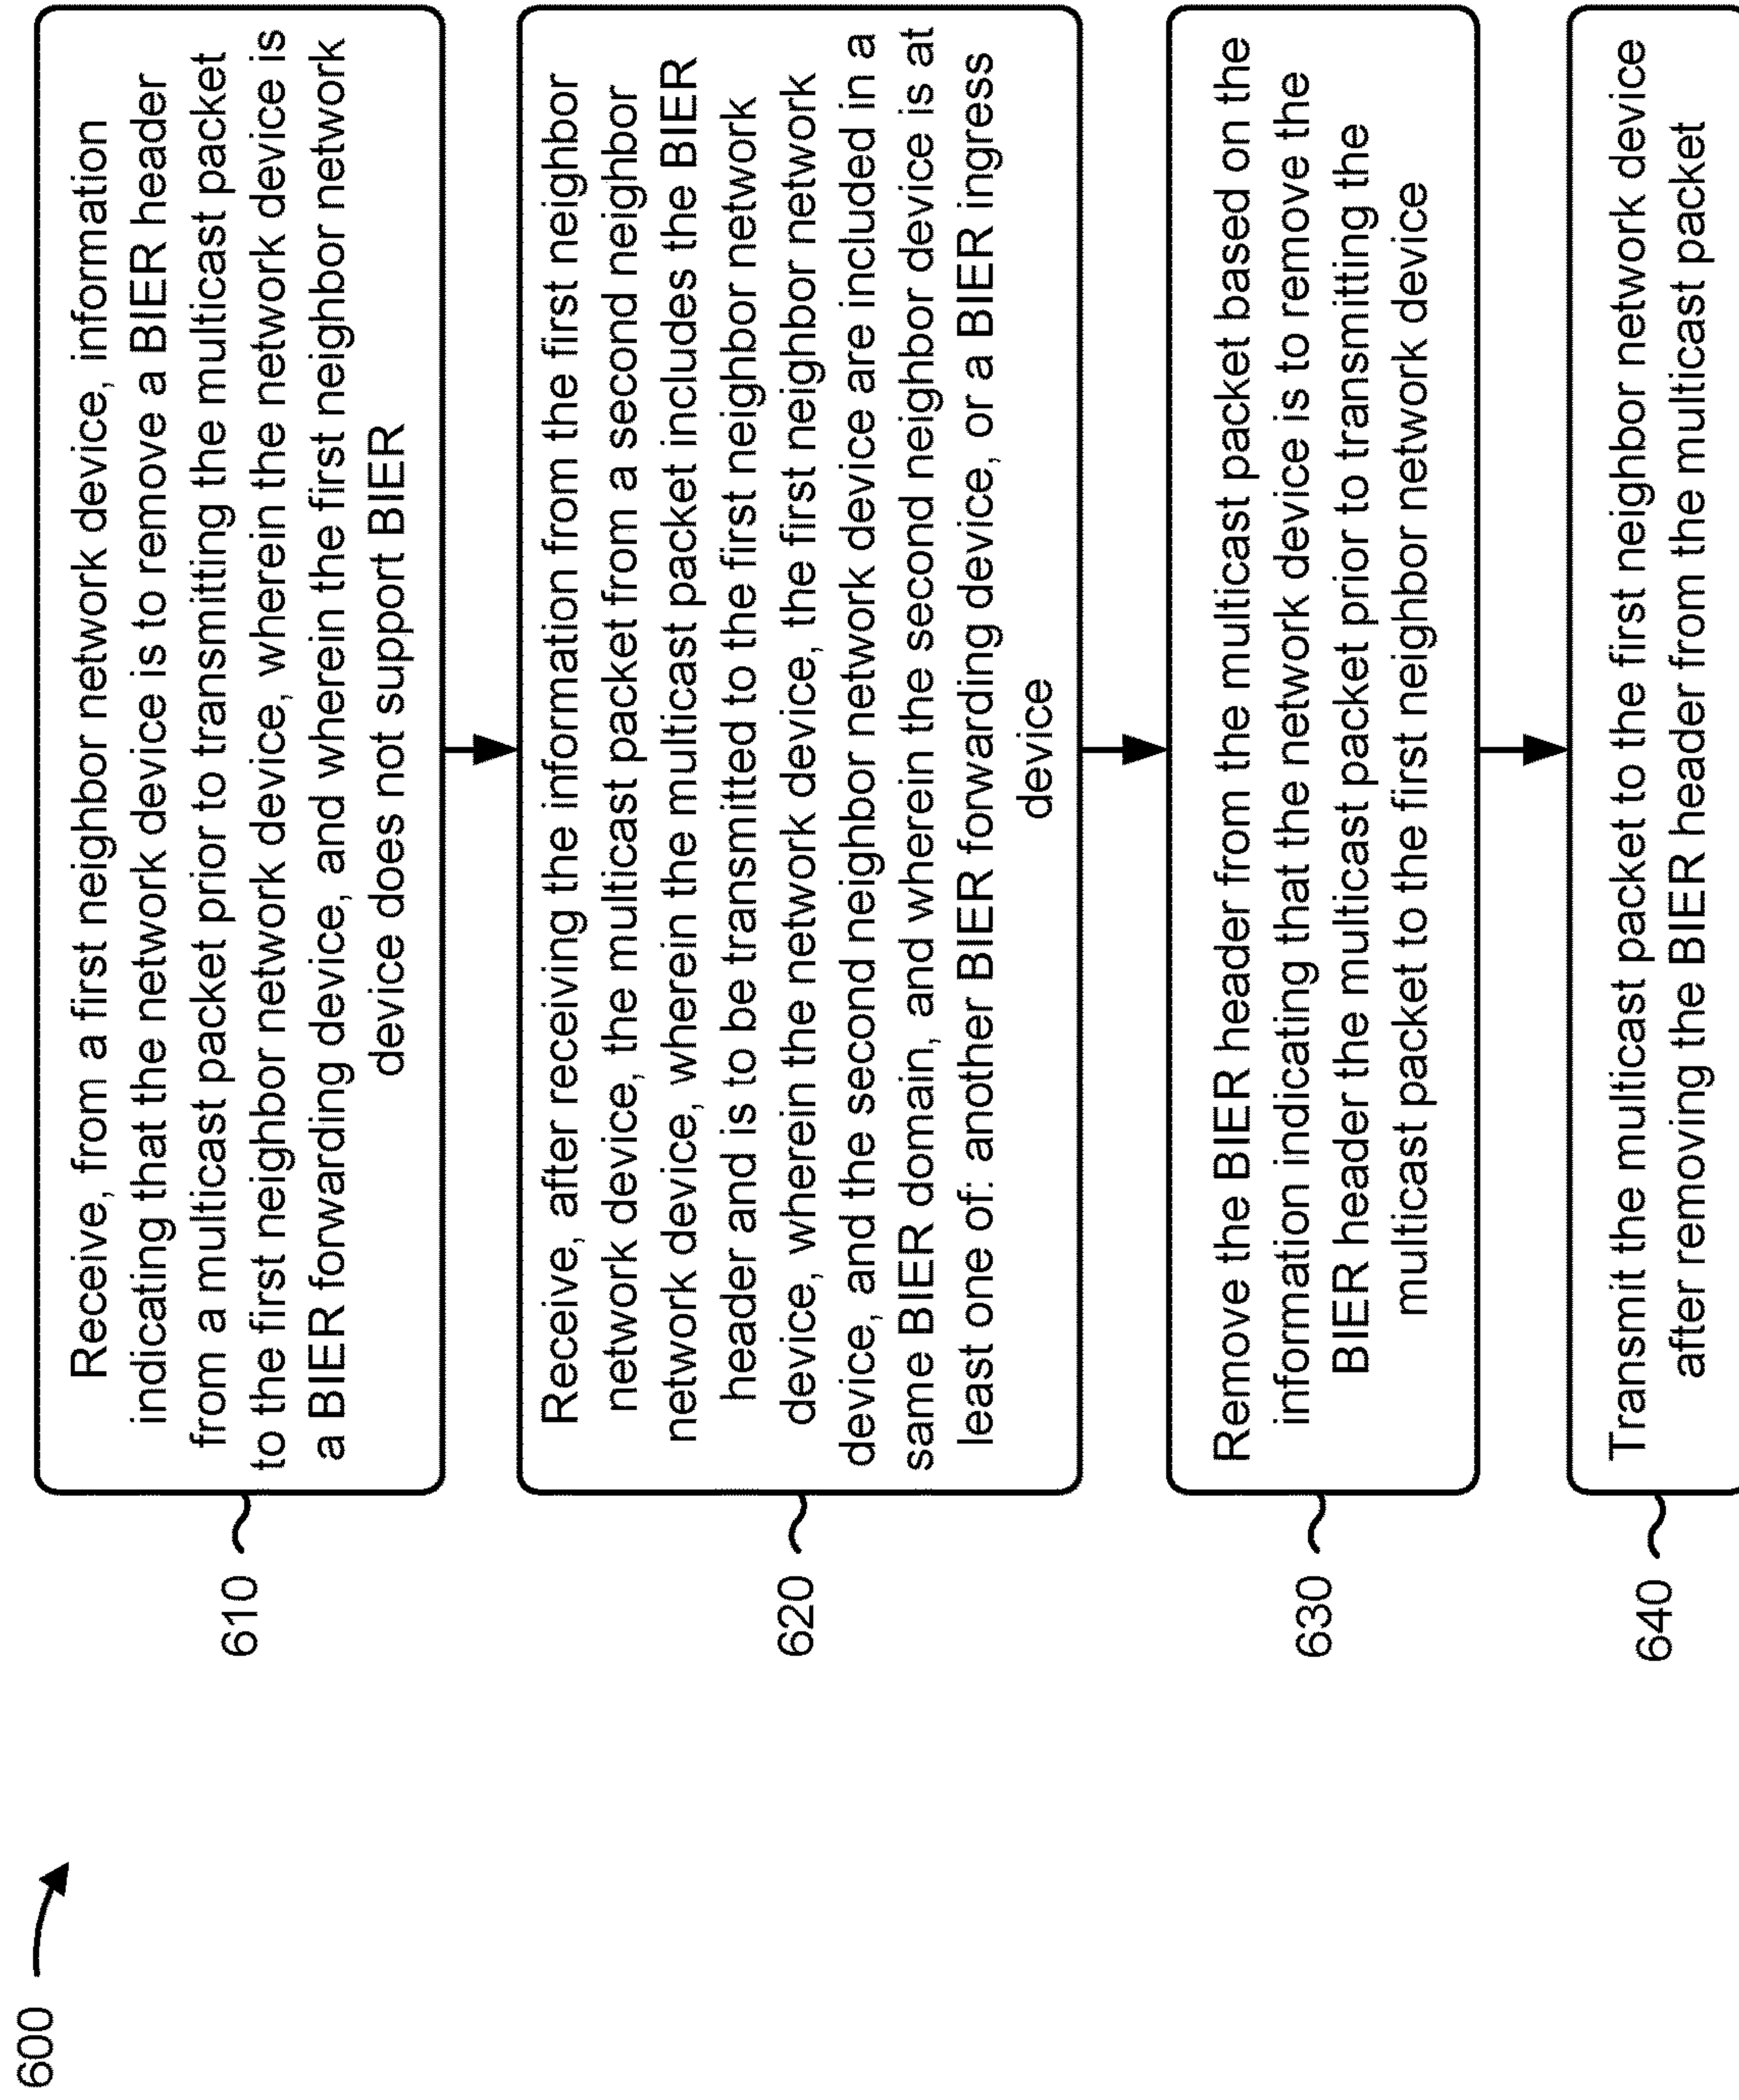 600
610
Receive, from a first neighbor network device, information
indicating that the network device is to remove a BIER header
from a multicast packet prior to transmitting the multicast packet
to the first neighbor network device, wherein the network device is
a BIER forwarding device, and wherein the first neighbor network
device does not support BIER
620
Receive, after receiving the information from the first neighbor
network device, the multicast packet from a second neighbor
network device, wherein the multicast packet includes the BIER
header and is to be transmitted to the first neighbor network
device, wherein the network device, the first neighbor network
device, and the second neighbor network device are included in a
same BIER domain, and wherein the second neighbor device is at
least one of: another BIER forwarding device, or a BIER ingress
device
630
Remove the BIER header from the multicast packet based on the
information indicating that the network device is to remove the
BIER header the multicast packet prior to transmitting the
multicast packet to the first neighbor network device
640
Transmit the multicast packet to the first neighbor network device
after removing the BIER header from the multicast packet